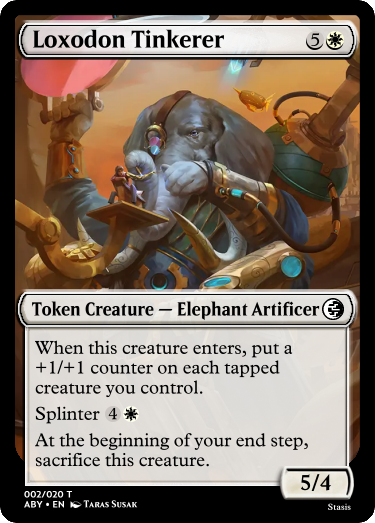 Loxodon Tinkerer 5
Token Creature — Elephant Artificer
When this creature enters, put a
+1/+1 counter on each tapped
creature you control.
Splinter 4
At the beginning of your end step,
sacrifice this creature.
5/4
002/020 T
ABY • EN Taras Susak
Stasis